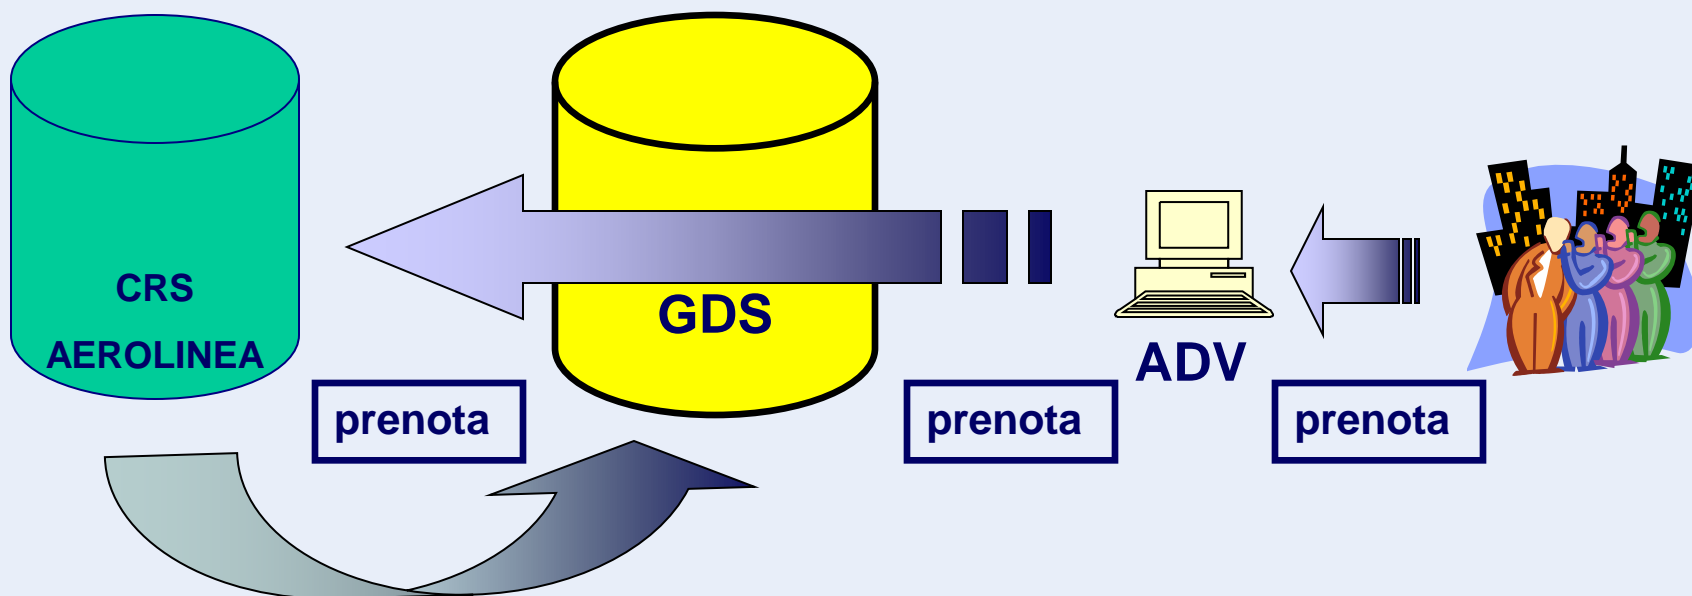 CRS
AEROLINEA
GDS
ADV
prenota
prenota
prenota